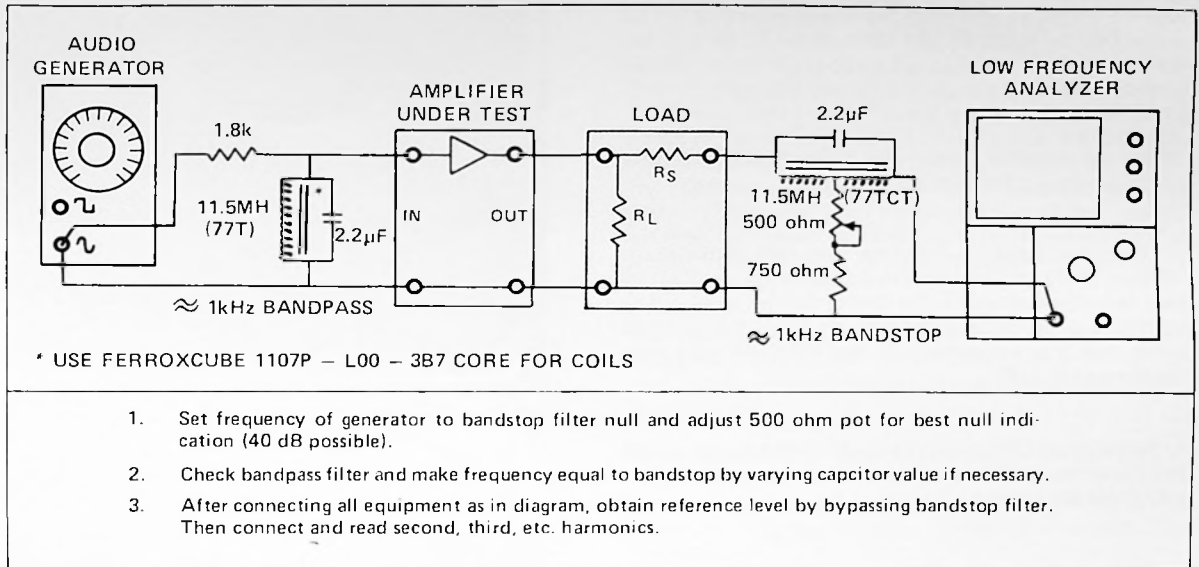 AUDIO
GENERATOR
AMPLIFIER
UNDER TEST
LOAD
LOW FREQUENCY
ANALYZER
1.8k
11.5MH
(77T)
*
2.2µF
IN
OUT
RS
RL
2.2µF
11.5MH
(77TCT)
500 ohm
750 ohm
≈ 1kHz BANDPASS
≈ 1kHz BANDSTOP
* USE FERROXCUBE 1107P – L00 – 3B7 CORE FOR COILS
1. Set frequency of generator to bandstop filter null and adjust 500 ohm pot for best null indi-
cation (40 dB possible).
2. Check bandpass filter and make frequency equal to bandstop by varying capcitor value if necessary.
3. After connecting all equipment as in diagram, obtain reference level by bypassing bandstop filter.
Then connect and read second, third, etc. harmonics.